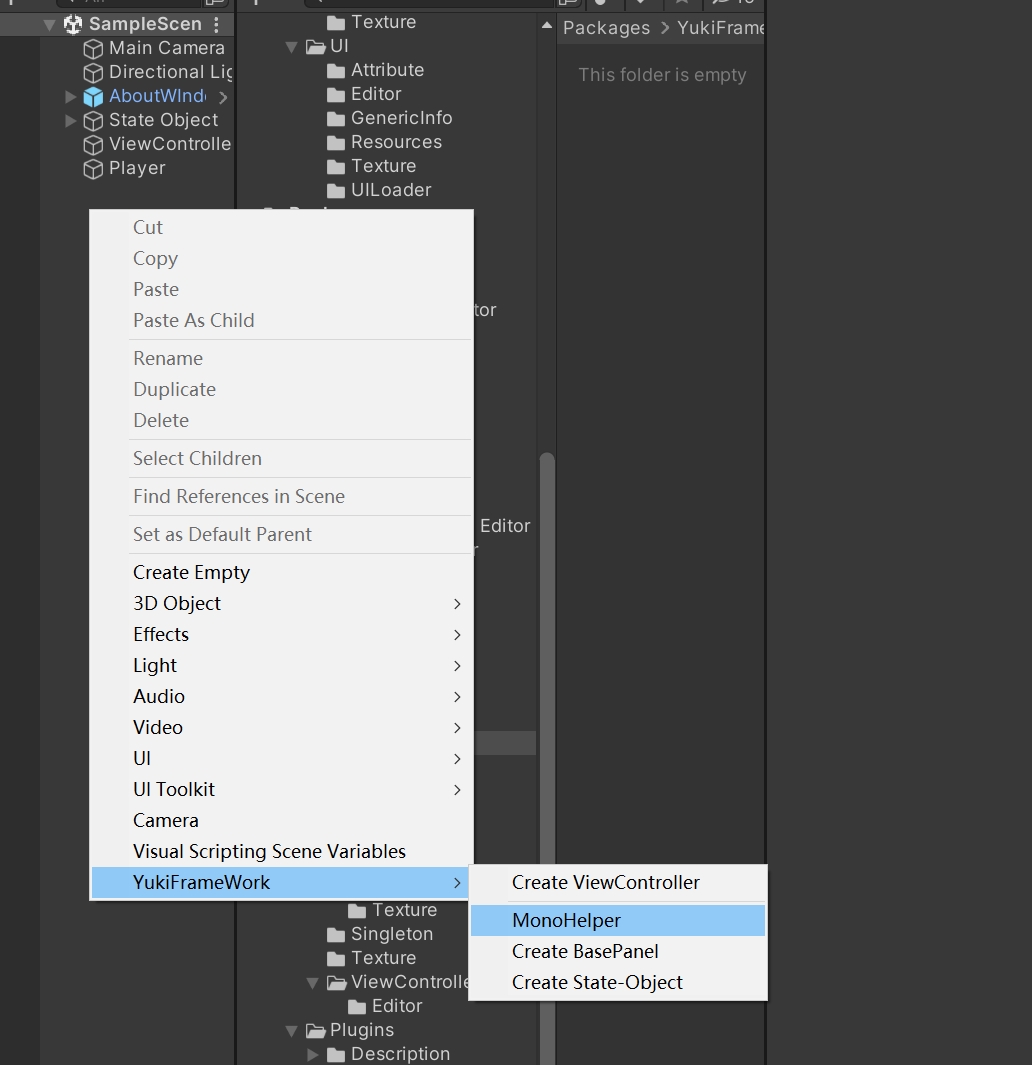 SampleScen
Main Camera
Directional Lig
AboutWInd
State Object
ViewControlle
Player
Texture
UI
Attribute
Editor
GenericInfo
Resources
Texture
UILoader
Packages > YukiFrame
This folder is empty
Cut
Copy
Paste
Paste As Child
Rename
Duplicate
Delete
Select Children
Find References in Scene
Set as Default Parent
Create Empty
3D Object
Effects
Light
Audio
Video
UI
UI Toolkit
Camera
Visual Scripting Scene Variables
YukiFrameWork
tor
Editor
r
Create ViewController
MonoHelper
Create BasePanel
Create State-Object
Texture
Singleton
Texture
ViewControlle
Editor
Plugins
Description